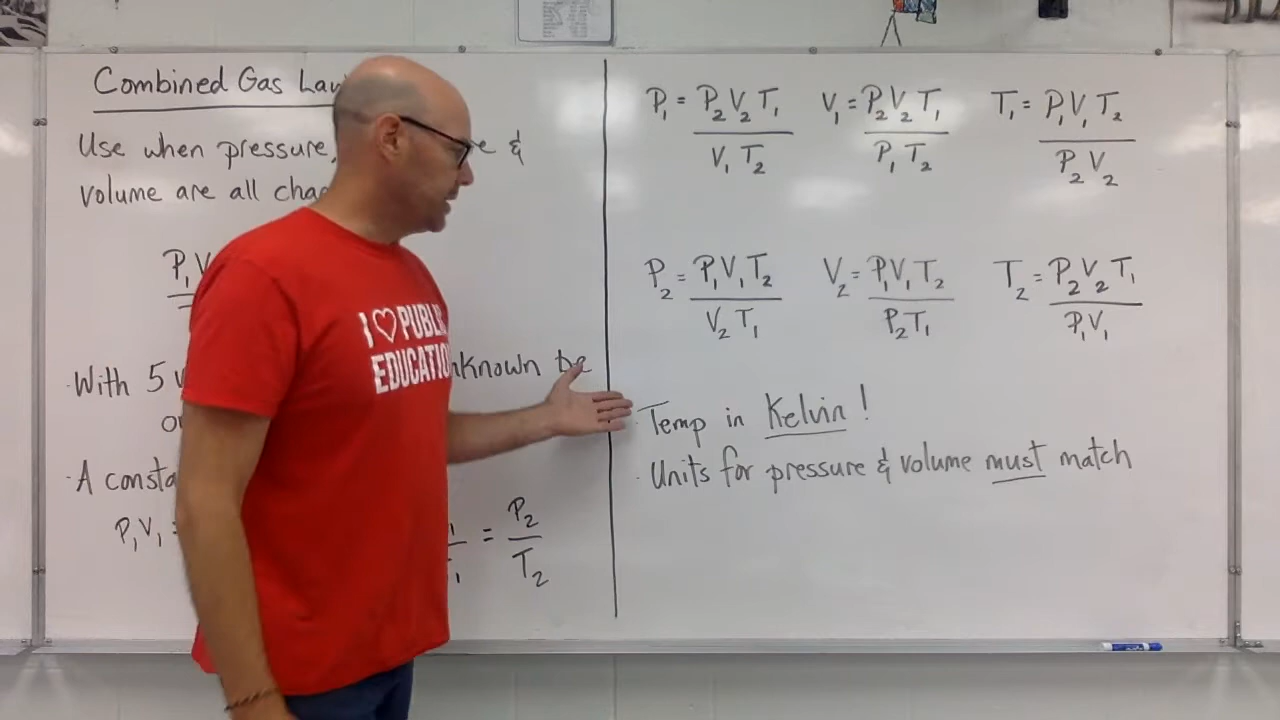 Combined Gas Law
Use when pressure, &
volume are all
P₁V
With 5 unknown be
A
P₁V₁ =
= P₂/T₂
I ♡ PUBLIC
EDUCATION
P₁ = P₂V₂T₁ / V₁T₂
V₁ = P₂V₂T₁ / P₁T₂
T₁ = P₁V₁T₂ / P₂V₂
P₂ = P₁V₁T₂ / V₂T₁
V₂ = P₁V₁T₂ / P₂T₁
T₂ = P₂V₂T₁ / P₁V₁
· Temp in Kelvin!
· Units for pressure & volume must match